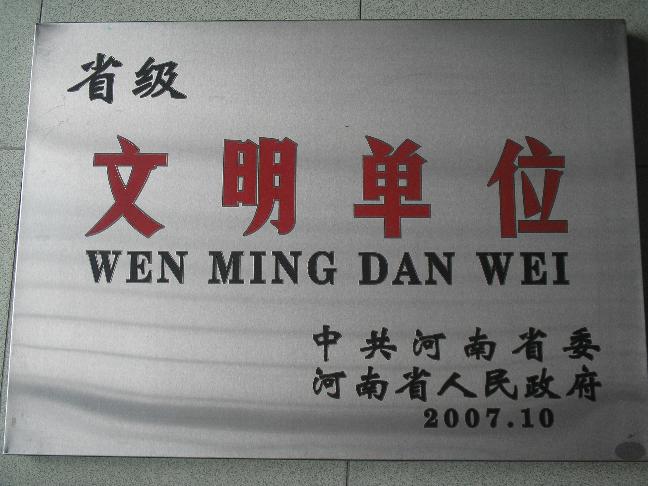 省级
文明单位
WEN MING DAN WEI
中共河南省委
河南省人民政府
2007.10